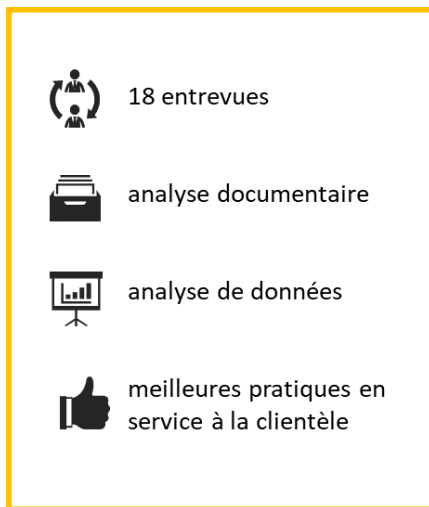 18 entrevues
analyse documentaire
analyse de données
meilleures pratiques en
service à la clientèle